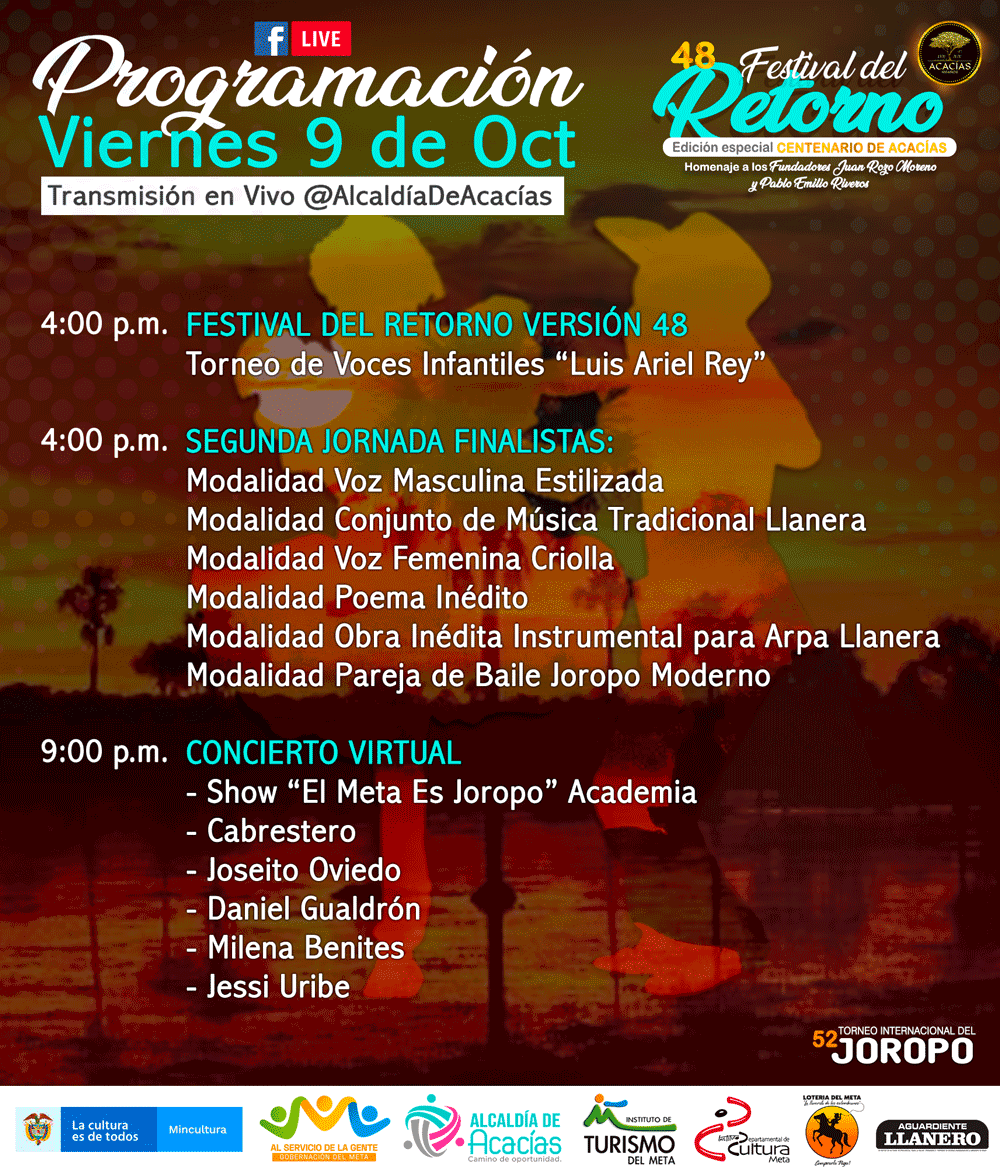 f LIVE
Programación
Viernes 9 de Oct
Transmisión en Vivo @AlcaldíaDeAcacías
48 Festival del
Retorno
Edición especial CENTENARIO DE ACACÍAS
Homenaje a los Fundadores Juan Rozo Moreno
y Pablo Emilio Riveros
ACACÍAS
4:00 p.m. FESTIVAL DEL RETORNO VERSIÓN 48
Torneo de Voces Infantiles “Luis Ariel Rey”
4:00 p.m. SEGUNDA JORNADA FINALISTAS:
Modalidad Voz Masculina Estilizada
Modalidad Conjunto de Música Tradicional Llanera
Modalidad Voz Femenina Criolla
Modalidad Poema Inédito
Modalidad Obra Inédita Instrumental para Arpa Llanera
Modalidad Pareja de Baile Joropo Moderno
9:00 p.m. CONCIERTO VIRTUAL
- Show “El Meta Es Joropo” Academia
- Cabrestero
- Joseito Oviedo
- Daniel Gualdrón
- Milena Benites
- Jessi Uribe
52 TORNEO INTERNACIONAL DEL
JOROPO
La cultura
es de todos
Mincultura
AL SERVICIO DE LA GENTE
GOBERNACIÓN DEL META
ALCALDÍA DE
Acacías
Camino de oportunidad.
INSTITUTO DE
TURISMO
DEL META
Departamental de
Cultura
Meta
LOTERIA DEL META
AGUARDIENTE
LLANERO